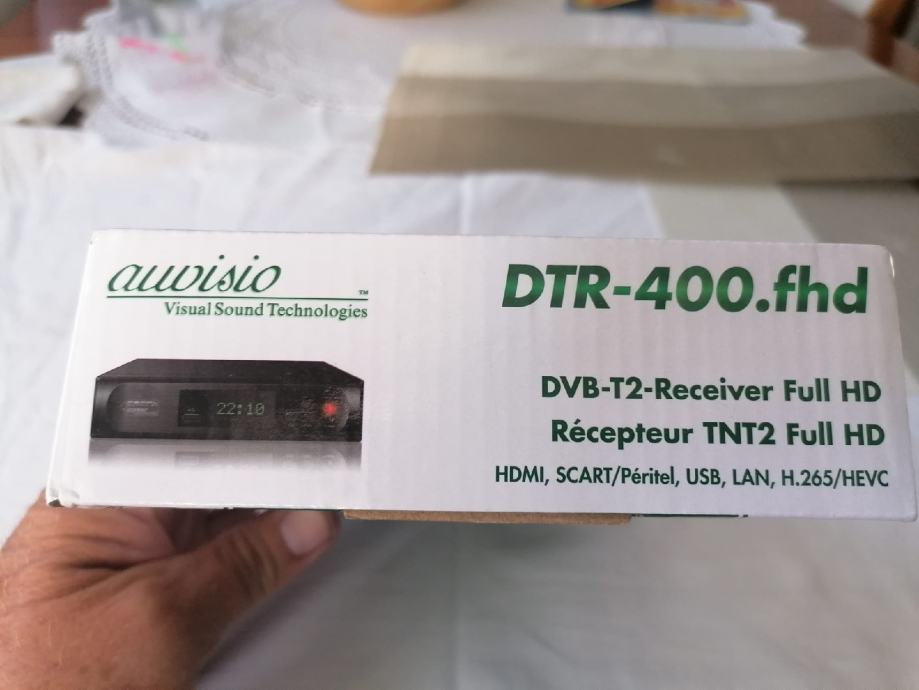 auvisio
TM
Visual Sound Technologies
DTR-400.fhd
22:10
DVB-T2-Receiver Full HD
Récepteur TNT2 Full HD
HDMI, SCART/Péritel, USB, LAN, H.265/HEVC